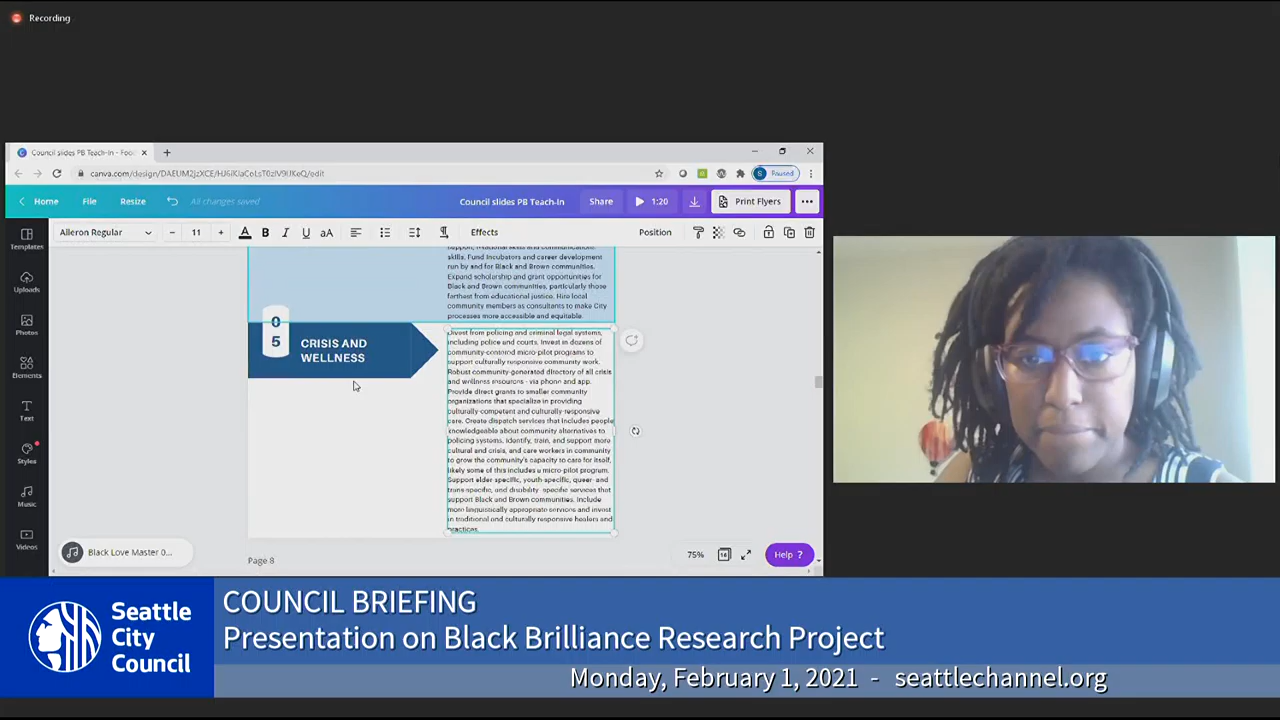 Recording
Council slides PB Teach-In - Foo
canva.com/design/DAEUM2JzXCE/
Paused
Home File Resize All changes saved Council slides PB Teach-In Share 1:20 Print Flyers
Aileron Regular 11 B I U aA Effects Position
Templates
Uploads
Photos
Elements
Text
Styles
Music
Videos
skills, Fund Incubators and career development
run by and for Black and Brown communities.
Expand scholarship and grant opportunities for
Black and Brown communities, particularly those
farthest from educational justice. Hire local
community members as consultants to make City
processes more accessible and equitable.
0
5
CRISIS AND
WELLNESS
Divest from policing and criminal legal systems,
including police and courts. Invest in dozens of
community-centered micro-pilot programs to
support culturally responsive community work.
Robust community-generated directory of all crisis
and wellness resources - via phone and app.
Provide direct grants to smaller community
organizations that specialize in providing
culturally-competent and culturally-responsive
care. Create dispatch services that includes people
knowledgeable about community alternatives to
policing systems. Identify, train, and support more
cultural and crisis, and care workers in community
to grow the community's capacity to care for itself,
likely some of this includes a micro-pilot program.
Support elder specific, youth-specific, queer- and
trans-specific, and disability-specific services that
support Black and Brown communities. Include
more linguistically appropriate services and invest
in traditional and culturally responsive healers and
practices.
Black Love Master 0...
Page 8
75%
Help ?
Seattle
City
Council
COUNCIL BRIEFING
Presentation on Black Brilliance Research Project
Monday, February 1, 2021 - seattlechannel.org